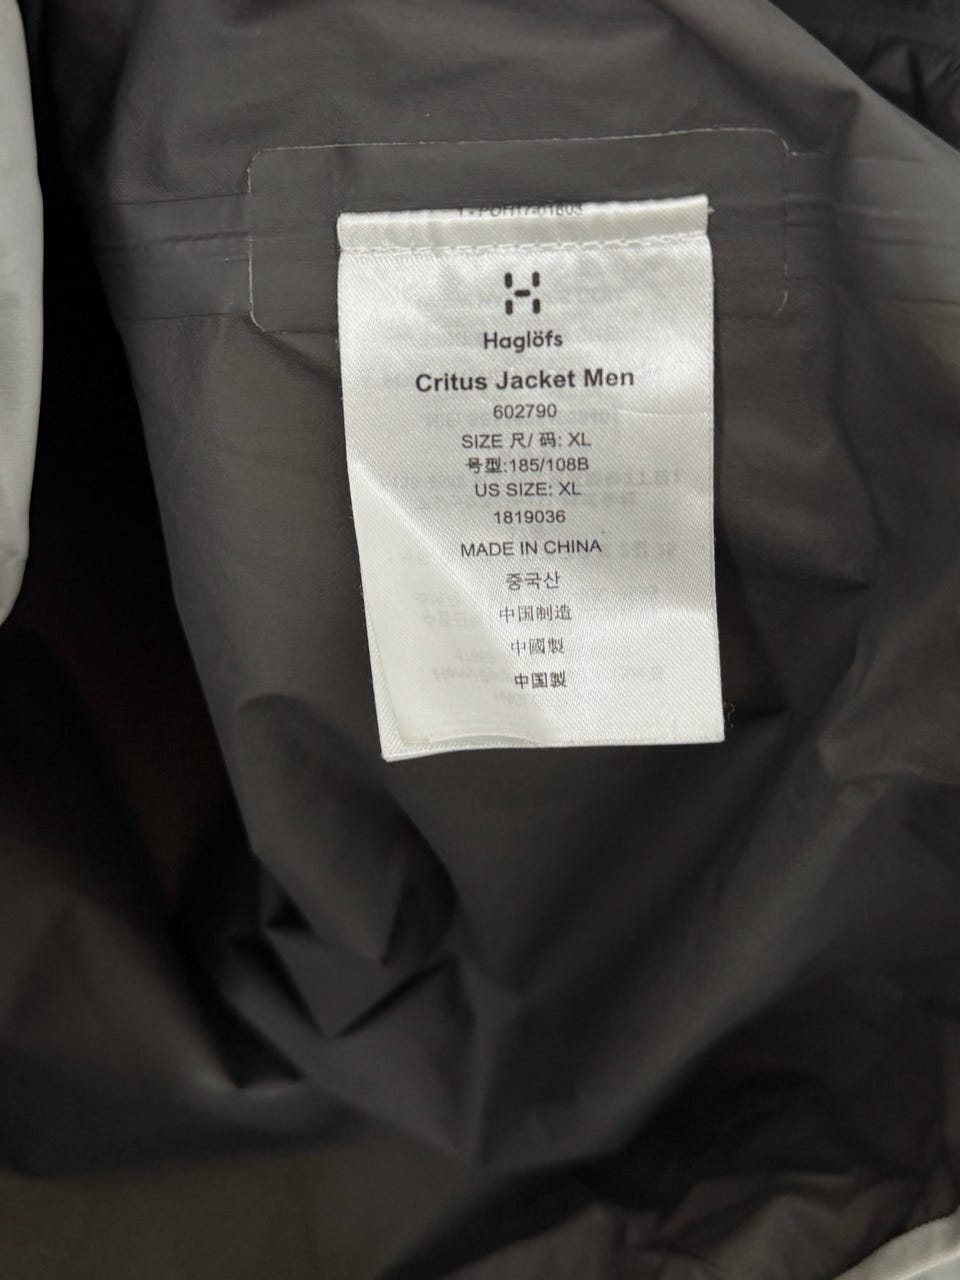 Haglöfs
Critus Jacket Men
602790
SIZE 尺/ 码: XL
号型:185/108B
US SIZE: XL
1819036
MADE IN CHINA
중국산
中国制造
中國製
中国製